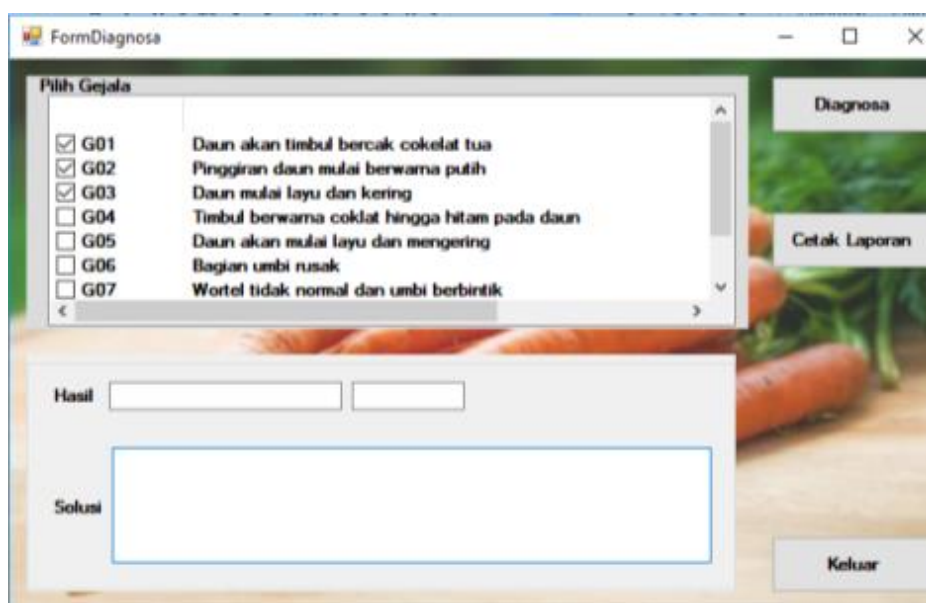 FormDiagnosa
Pilih Gejala
Diagnosa
G01 Daun akan timbul bercak cokelat tua
G02 Pinggiran daun mulai berwarna putih
G03 Daun mulai layu dan kering
G04 Timbul berwarna coklat hingga hitam pada daun
G05 Daun akan mulai layu dan mengering
Cetak Laporan
G06 Bagian umbi rusak
G07 Wortel tidak normal dan umbi berbintik
Hasil
Solusi
Keluar